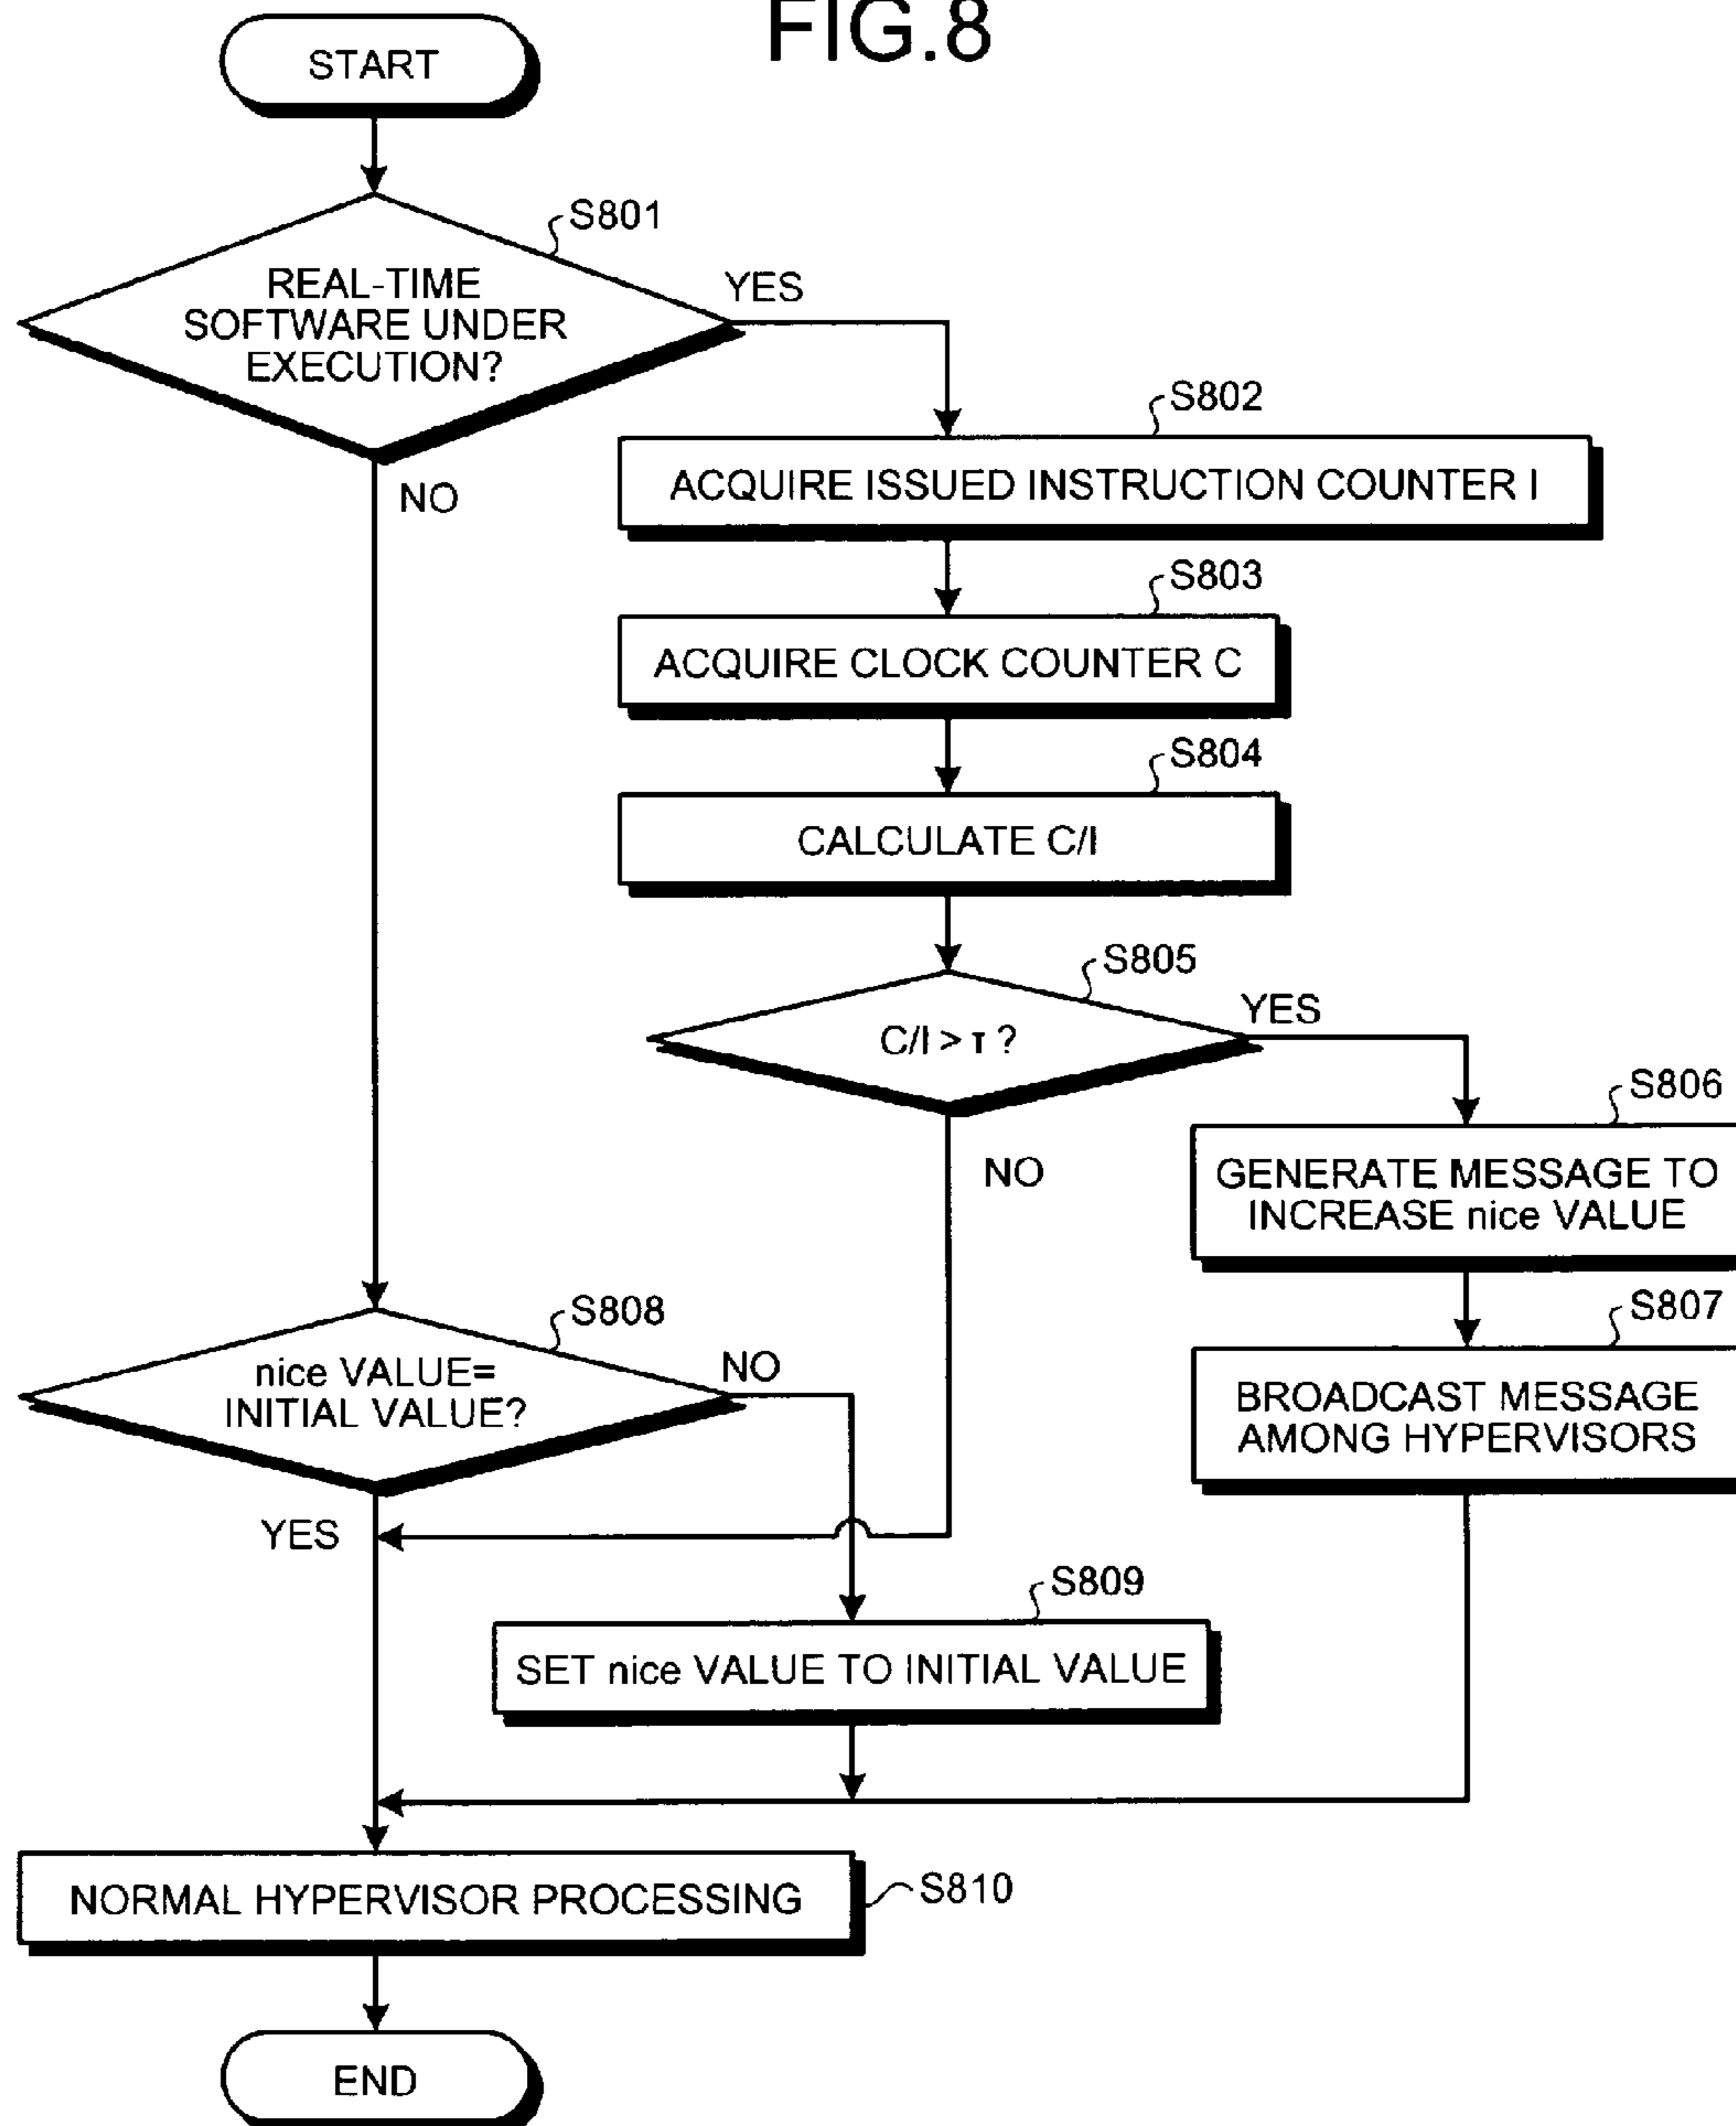 FIG.8
START
S801
REAL-TIME
SOFTWARE UNDER
EXECUTION?
YES
NO
S802
ACQUIRE ISSUED INSTRUCTION COUNTER I
S803
ACQUIRE CLOCK COUNTER C
S804
CALCULATE C/I
S805
C/I > τ ?
YES
NO
S806
GENERATE MESSAGE TO
INCREASE nice VALUE
S807
BROADCAST MESSAGE
AMONG HYPERVISORS
S808
nice VALUE=
INITIAL VALUE?
NO
YES
S809
SET nice VALUE TO INITIAL VALUE
NORMAL HYPERVISOR PROCESSING
S810
END